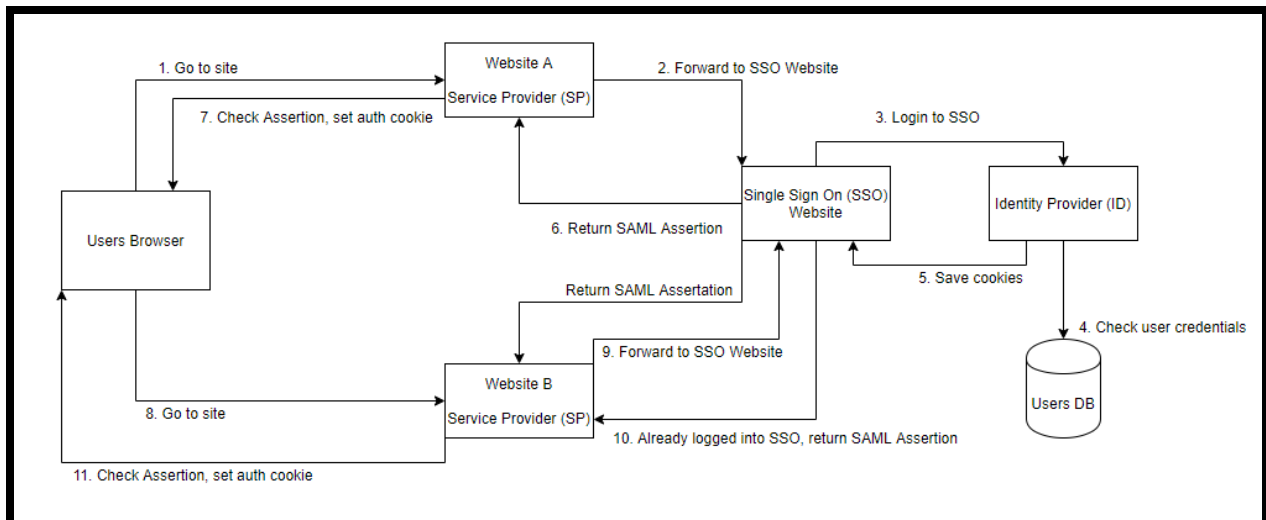 Website A
Service Provider (SP)
1. Go to site
2. Forward to SSO Website
7. Check Assertion, set auth cookie
3. Login to SSO
Single Sign On (SSO)
Website
Identity Provider (ID)
Users Browser
6. Return SAML Assertion
5. Save cookies
Return SAML Assertation
4. Check user credentials
9. Forward to SSO Website
Website B
Service Provider (SP)
Users DB
8. Go to site
10. Already logged into SSO, return SAML Assertion
11. Check Assertion, set auth cookie